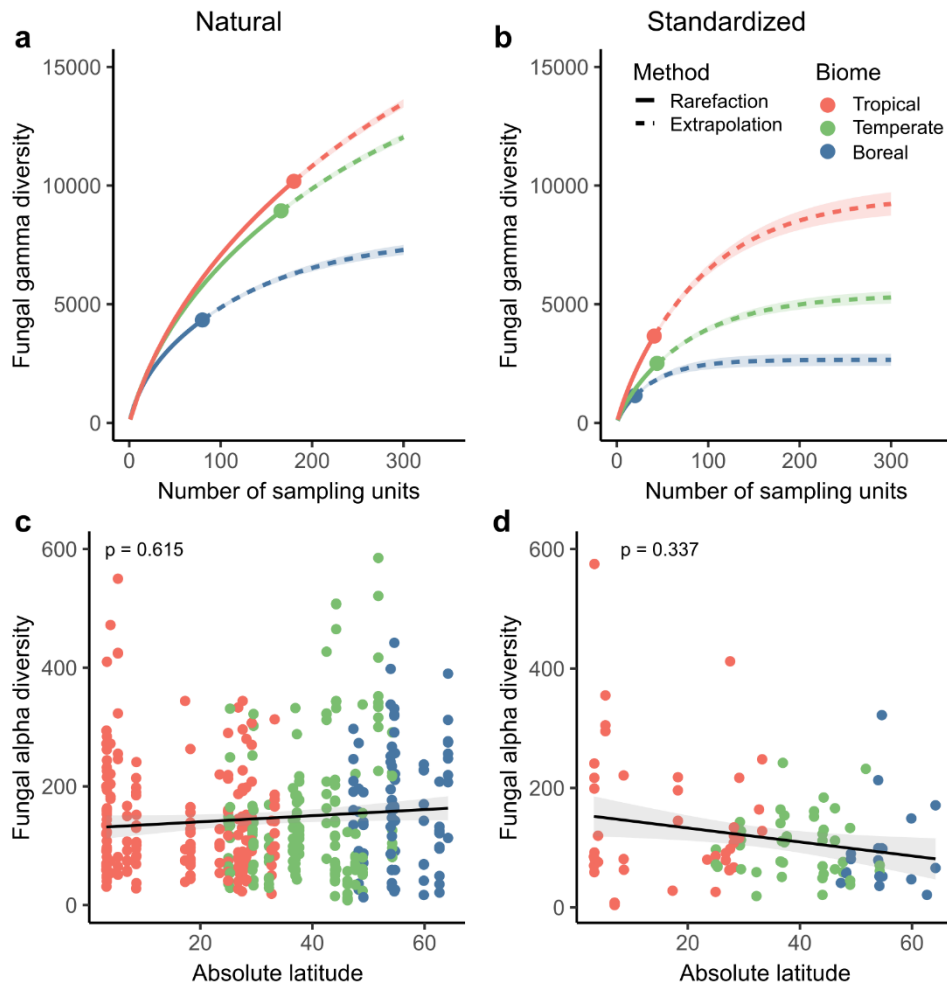 Natural
Standardized
a
b
15000
10000
5000
0
Fungal gamma diversity
0 100 200 300
Number of sampling units
15000
10000
5000
0
Fungal gamma diversity
0 100 200 300
Number of sampling units
Method
Rarefaction
Extrapolation
Biome
Tropical
Temperate
Boreal
c
d
p = 0.615
600
400
200
0
Fungal alpha diversity
20 40 60
Absolute latitude
p = 0.337
600
400
200
0
Fungal alpha diversity
20 40 60
Absolute latitude